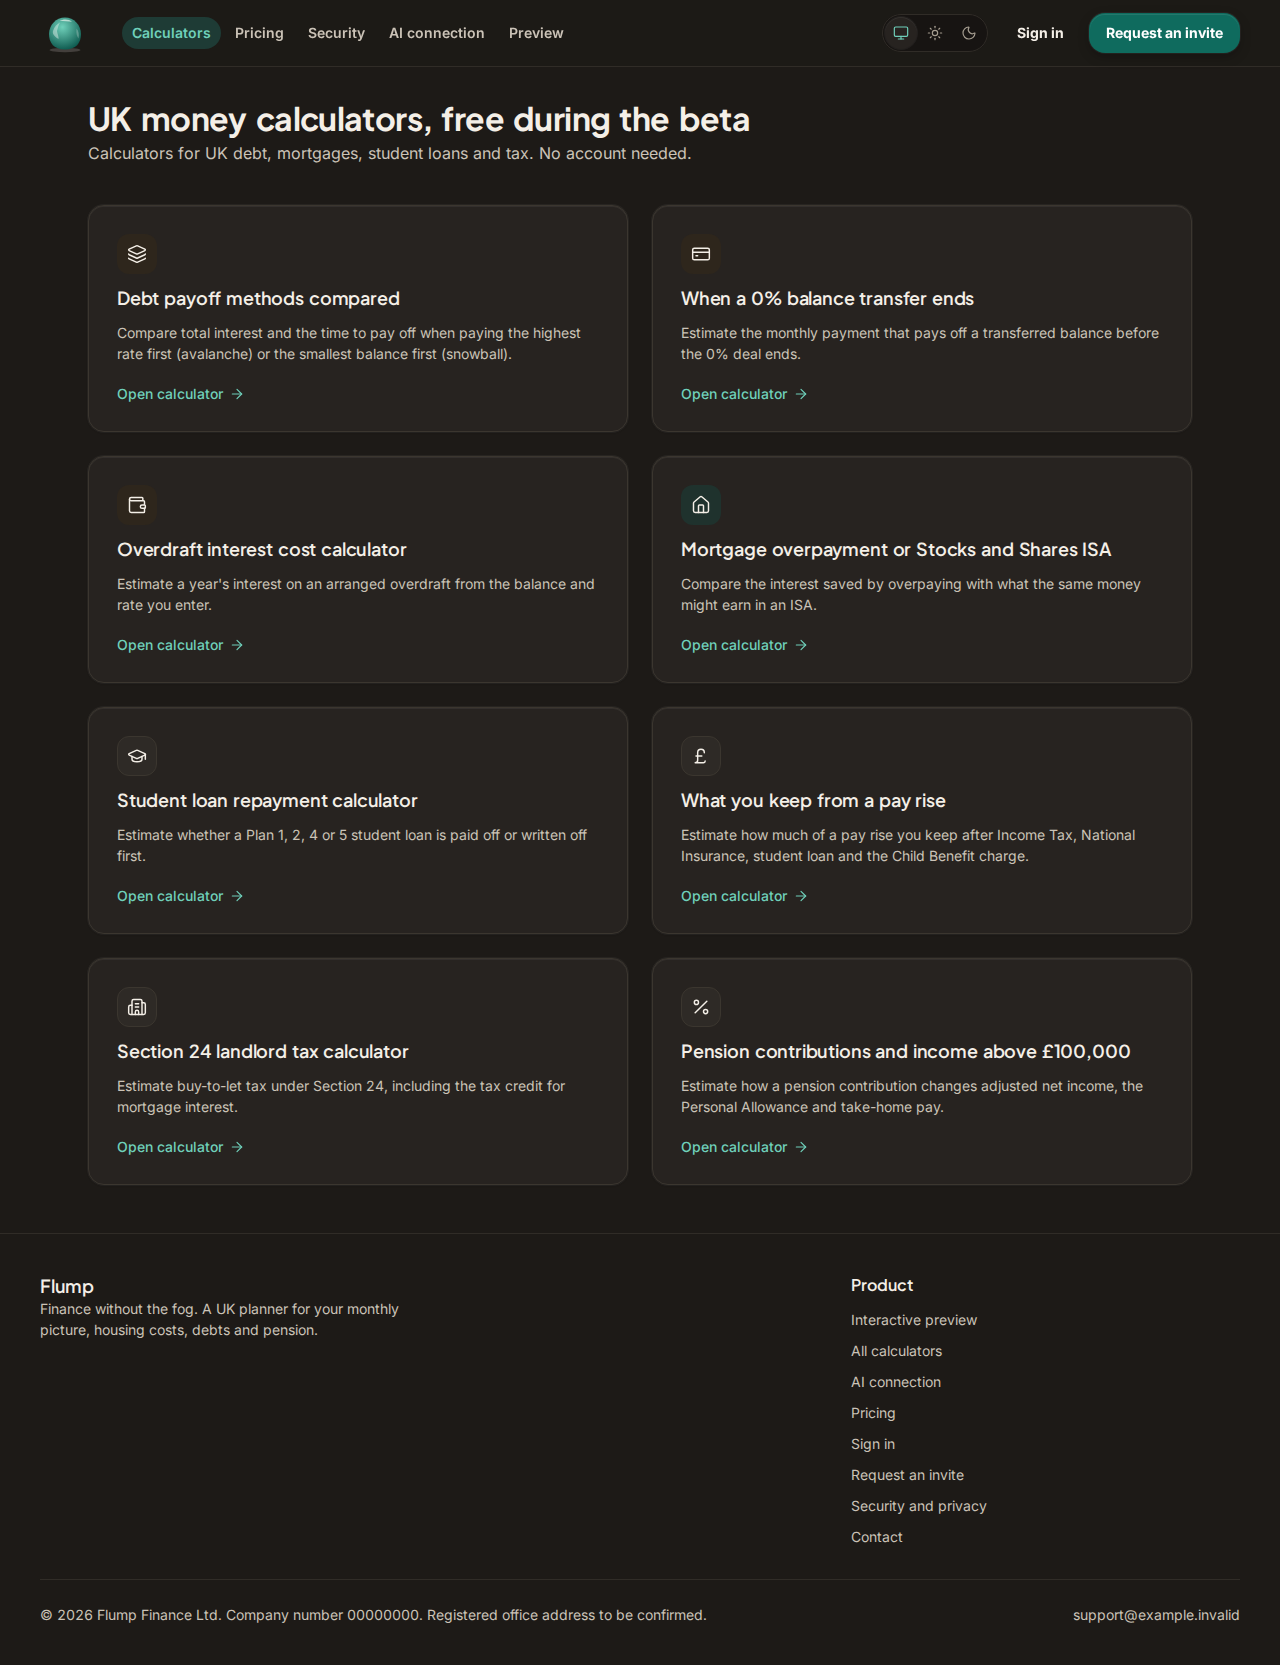 Calculators
Pricing
Security
AI connection
Preview
Sign in
Request an invite
UK money calculators, free during the beta
Calculators for UK debt, mortgages, student loans and tax. No account needed.
Debt payoff methods compared
Compare total interest and the time to pay off when paying the highest
rate first (avalanche) or the smallest balance first (snowball).
Open calculator
When a 0% balance transfer ends
Estimate the monthly payment that pays off a transferred balance before
the 0% deal ends.
Open calculator
Overdraft interest cost calculator
Estimate a year's interest on an arranged overdraft from the balance and
rate you enter.
Open calculator
Mortgage overpayment or Stocks and Shares ISA
Compare the interest saved by overpaying with what the same money
might earn in an ISA.
Open calculator
Student loan repayment calculator
Estimate whether a Plan 1, 2, 4 or 5 student loan is paid off or written off
first.
Open calculator
What you keep from a pay rise
Estimate how much of a pay rise you keep after Income Tax, National
Insurance, student loan and the Child Benefit charge.
Open calculator
Section 24 landlord tax calculator
Estimate buy-to-let tax under Section 24, including the tax credit for
mortgage interest.
Open calculator
Pension contributions and income above £100,000
Estimate how a pension contribution changes adjusted net income, the
Personal Allowance and take-home pay.
Open calculator
Flump
Finance without the fog. A UK planner for your monthly
picture, housing costs, debts and pension.
Product
Interactive preview
All calculators
AI connection
Pricing
Sign in
Request an invite
Security and privacy
Contact
© 2026 Flump Finance Ltd. Company number 00000000. Registered office address to be confirmed.
support@example.invalid